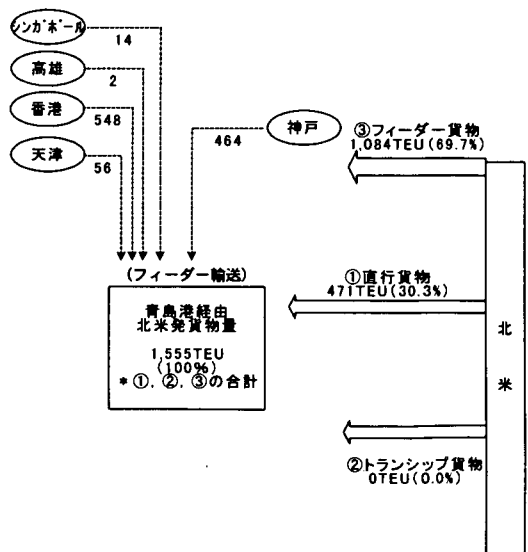 シンガポール
14
高雄
2
香港
548
天津
56
神戸
464
③フィーダー貨物
1,084TEU(69.7%)
(フィーダー輸送)
①直行貨物
471TEU(30.3%)
青島港経由
北米発貨物量
1,555TEU
(100%)
*①,②,③の合計
北米
②トランシップ貨物
0TEU(0.0%)